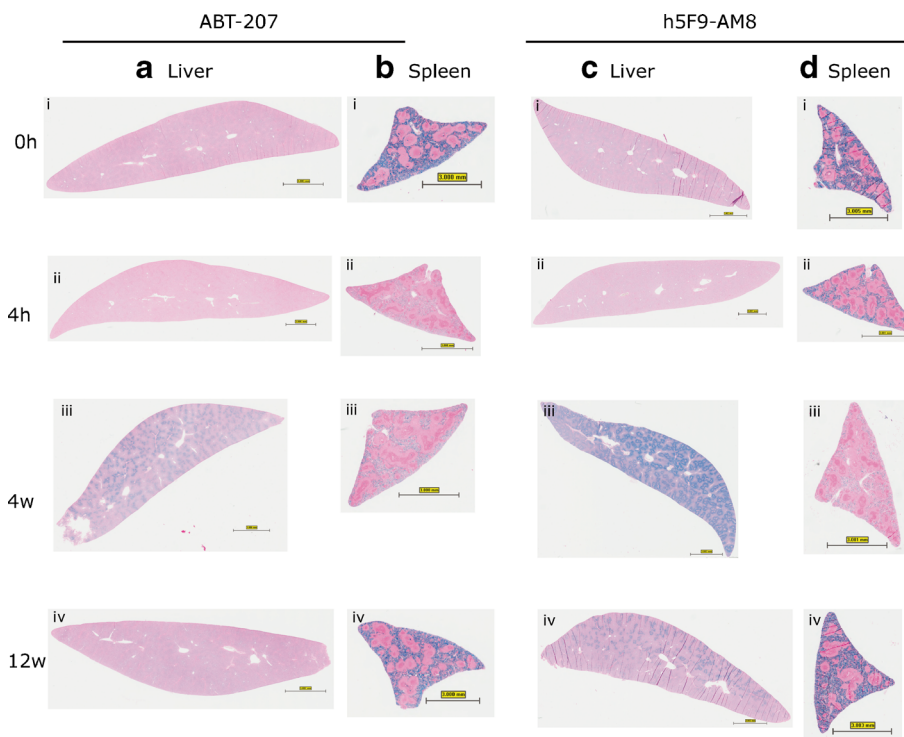 ABT-207 h5F9-AM8
a Liver b Spleen c Liver d Spleen
0h i i i i
3.000 mm 3.005 mm
4h ii ii ii ii
4w iii iii iii iii
3.000 mm 3.001 mm
12w iv iv iv iv
3.000 mm 3.003 mm